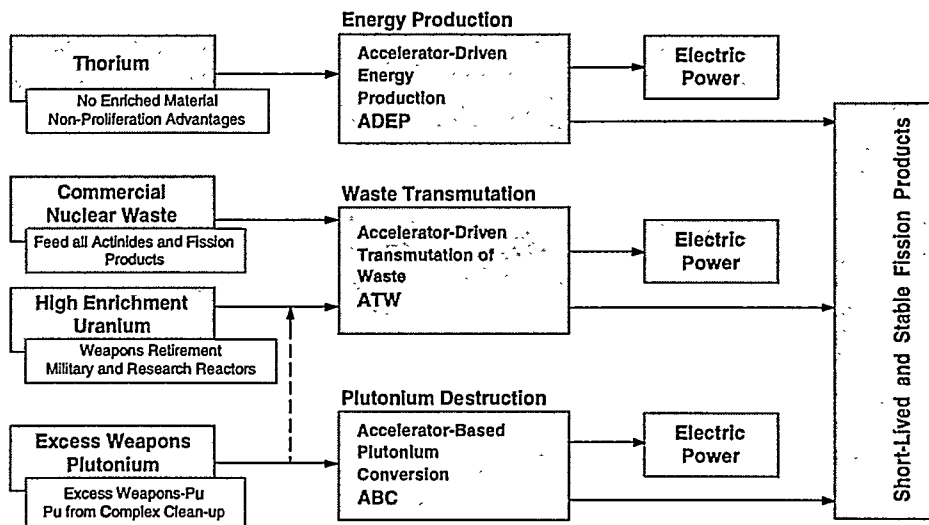 Energy Production
Thorium
No Enriched Material
Non-Proliferation Advantages
Accelerator-Driven
Energy
Production
ADEP
Electric
Power
Commercial
Nuclear Waste
Feed all Actinides and Fission
Products
High Enrichment
Uranium
Weapons Retirement
Military and Research Reactors
Waste Transmutation
Accelerator-Driven
Transmutation of
Waste
ATW
Electric
Power
Excess Weapons
Plutonium
Excess Weapons-Pu
Pu from Complex Clean-up
Plutonium Destruction
Accelerator-Based
Plutonium
Conversion
ABC
Electric
Power
Short-Lived and Stable Fission Products